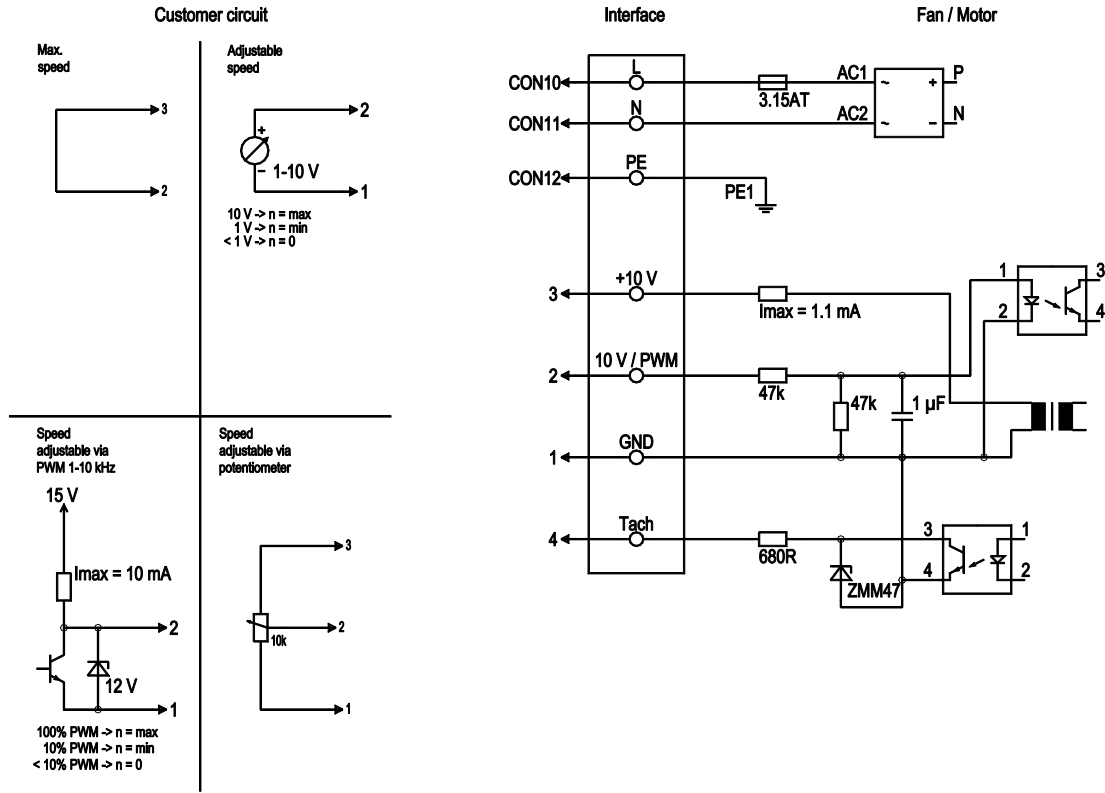 Customer circuit
Interface
Fan / Motor
Max.
speed
3
2
Adjustable
speed
2
+
–
1-10 V
1
10 V -> n = max
1 V -> n = min
< 1 V -> n = 0
Speed
adjustable via
PWM 1-10 kHz
15 V
Imax = 10 mA
2
12 V
1
100% PWM -> n = max
10% PWM -> n = min
< 10% PWM -> n = 0
Speed
adjustable via
potentiometer
3
2
10k
1
CON10
L
3.15AT
AC1
~
+
P
CON11
N
AC2
~
–
N
CON12
PE
PE1
3
+10 V
Imax = 1.1 mA
1
2
3
4
2
10 V / PWM
47k
47k
1 µF
1
GND
4
Tach
680R
ZMM47
3
4
1
2